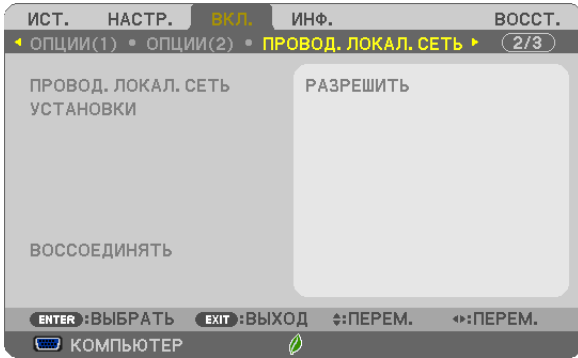 ИСТ. НАСТР. ВКЛ. ИНФ. ВОССТ.
ОПЦИИ(1) • ОПЦИИ(2) • ПРОВОД. ЛОКАЛ. СЕТЬ 2/3
ПРОВОД. ЛОКАЛ. СЕТЬ РАЗРЕШИТЬ
УСТАНОВКИ
ВОССОЕДИНЯТЬ
ENTER :ВЫБРАТЬ EXIT :ВЫХОД :ПЕРЕМ. :ПЕРЕМ.
КОМПЬЮТЕР